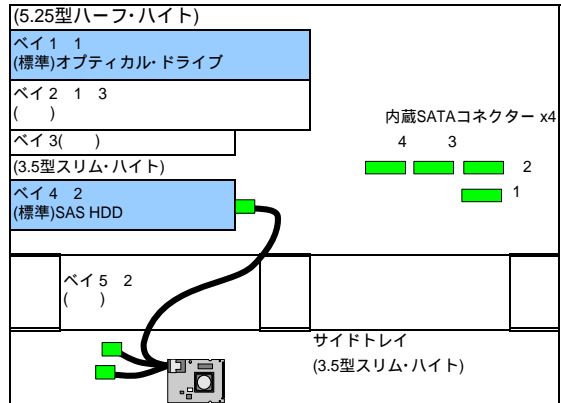 (5.25型ハーフ・ハイト)
ベイ 1 1
(標準)オプティカル・ドライブ
ベイ 2 1 3
( )
ベイ 3( )
(3.5型スリム・ハイト)
ベイ 4 2
(標準)SAS HDD
内蔵SATAコネクター x4
4 3
2
1
ベイ 5 2
( )
サイドトレイ
(3.5型スリム・ハイト)